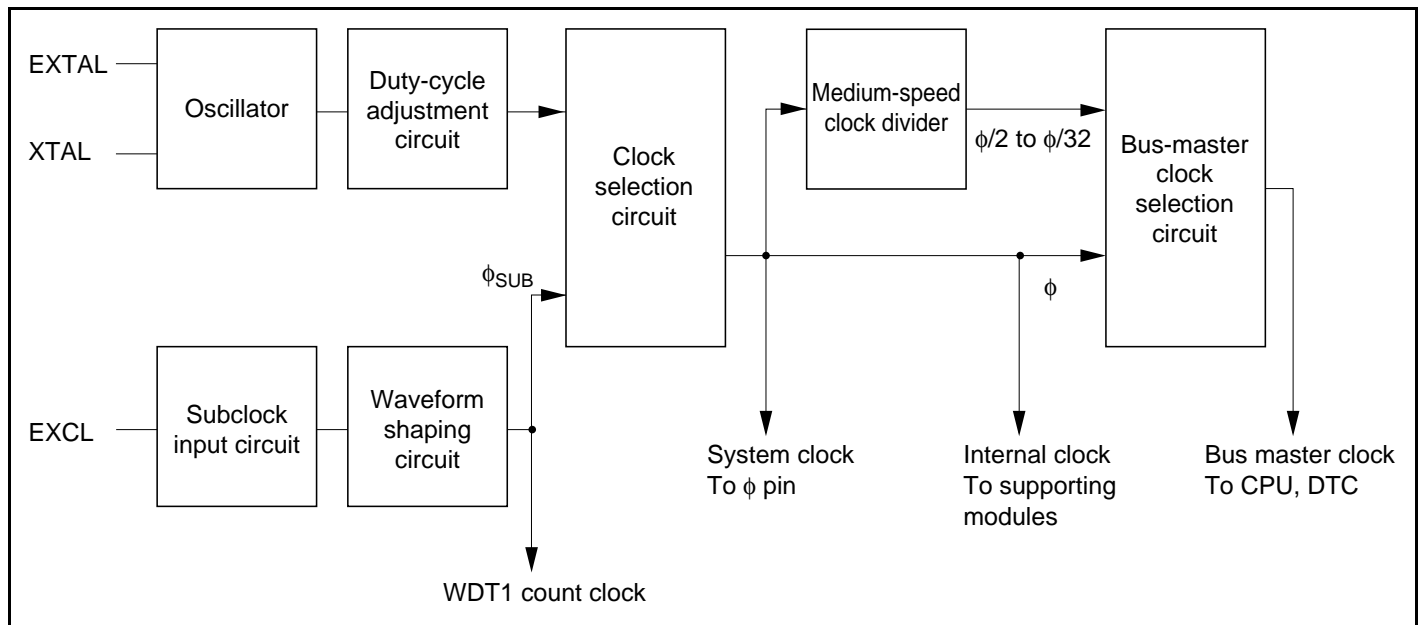 EXTAL
XTAL
Oscillator
Duty-cycle
adjustment
circuit
Clock
selection
circuit
Medium-speed
clock divider
ϕ/2 to ϕ/32
Bus-master
clock
selection
circuit
ϕSUB
ϕ
EXCL
Subclock
input circuit
Waveform
shaping
circuit
System clock
To ϕ pin
Internal clock
To supporting
modules
Bus master clock
To CPU, DTC
WDT1 count clock